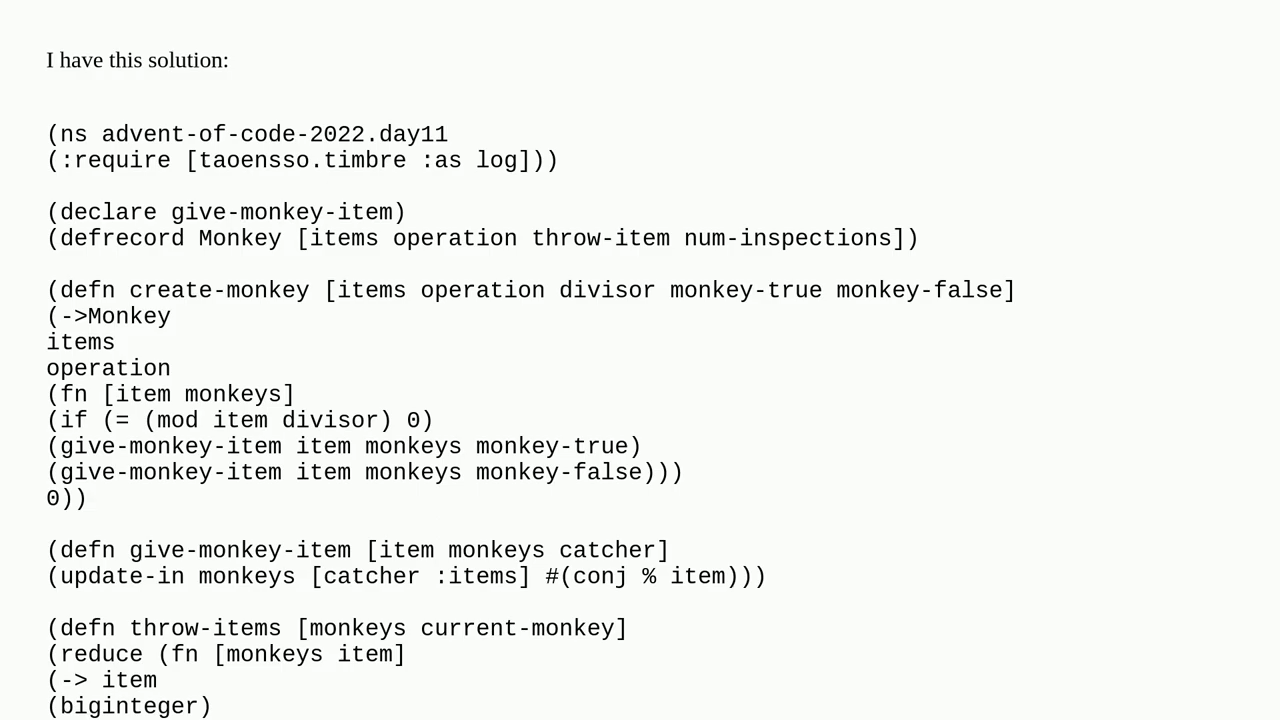 I have this solution:
(ns advent-of-code-2022.day11
(:require [taoensso.timbre :as log]))
(declare give-monkey-item)
(defrecord Monkey [items operation throw-item num-inspections])
(defn create-monkey [items operation divisor monkey-true monkey-false]
(->Monkey
items
operation
(fn [item monkeys]
(if (= (mod item divisor) 0)
(give-monkey-item item monkeys monkey-true)
(give-monkey-item item monkeys monkey-false)))
0))
(defn give-monkey-item [item monkeys catcher]
(update-in monkeys [catcher :items] #(conj % item)))
(defn throw-items [monkeys current-monkey]
(reduce (fn [monkeys item]
(-> item
(biginteger)